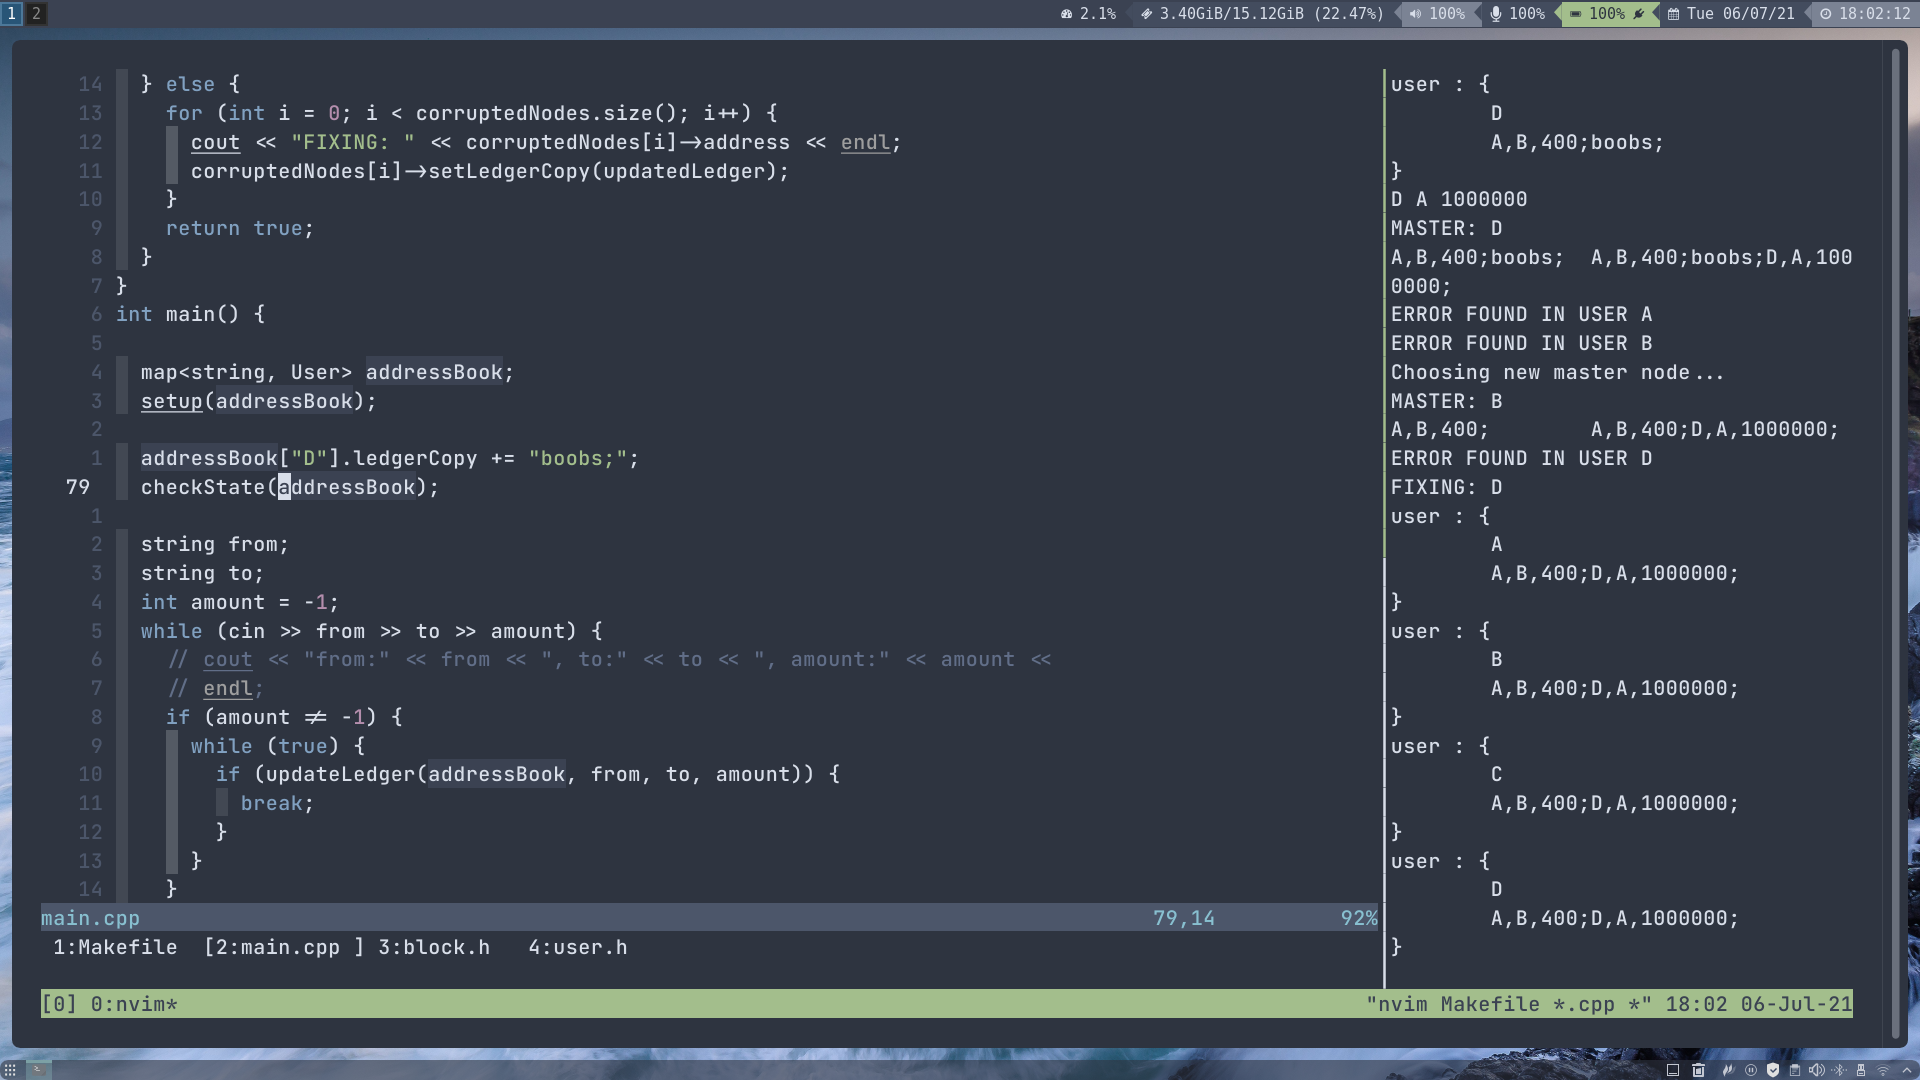 1 2 2.1% 3.40GiB/15.12GiB (22.47%) 100% 100% 100% Tue 06/07/21 18:02:12
14 } else {
13 for (int i = 0; i < corruptedNodes.size(); i++) {
12 cout << "FIXING: " << corruptedNodes[i]->address << endl;
11 corruptedNodes[i]->setLedgerCopy(updatedLedger);
10 }
9 return true;
8 }
7 }
6 int main() {
5
4 map<string, User> addressBook;
3 setup(addressBook);
2
1 addressBook["D"].ledgerCopy += "boobs;";
79 checkState(addressBook);
1
2 string from;
3 string to;
4 int amount = -1;
5 while (cin >> from >> to >> amount) {
6 // cout << "from:" << from << ", to:" << to << ", amount:" << amount <<
7 // endl;
8 if (amount != -1) {
9 while (true) {
10 if (updateLedger(addressBook, from, to, amount)) {
11 break;
12 }
13 }
14 }
main.cpp 79,14 92%
1:Makefile [2:main.cpp ] 3:block.h 4:user.h
user : {
D
A,B,400;boobs;
}
D A 1000000
MASTER: D
A,B,400;boobs; A,B,400;boobs;D,A,100
0000;
ERROR FOUND IN USER A
ERROR FOUND IN USER B
Choosing new master node...
MASTER: B
A,B,400; A,B,400;D,A,1000000;
ERROR FOUND IN USER D
FIXING: D
user : {
A
A,B,400;D,A,1000000;
}
user : {
B
A,B,400;D,A,1000000;
}
user : {
C
A,B,400;D,A,1000000;
}
user : {
D
A,B,400;D,A,1000000;
}
[0] 0:nvim* "nvim Makefile *.cpp *" 18:02 06-Jul-21